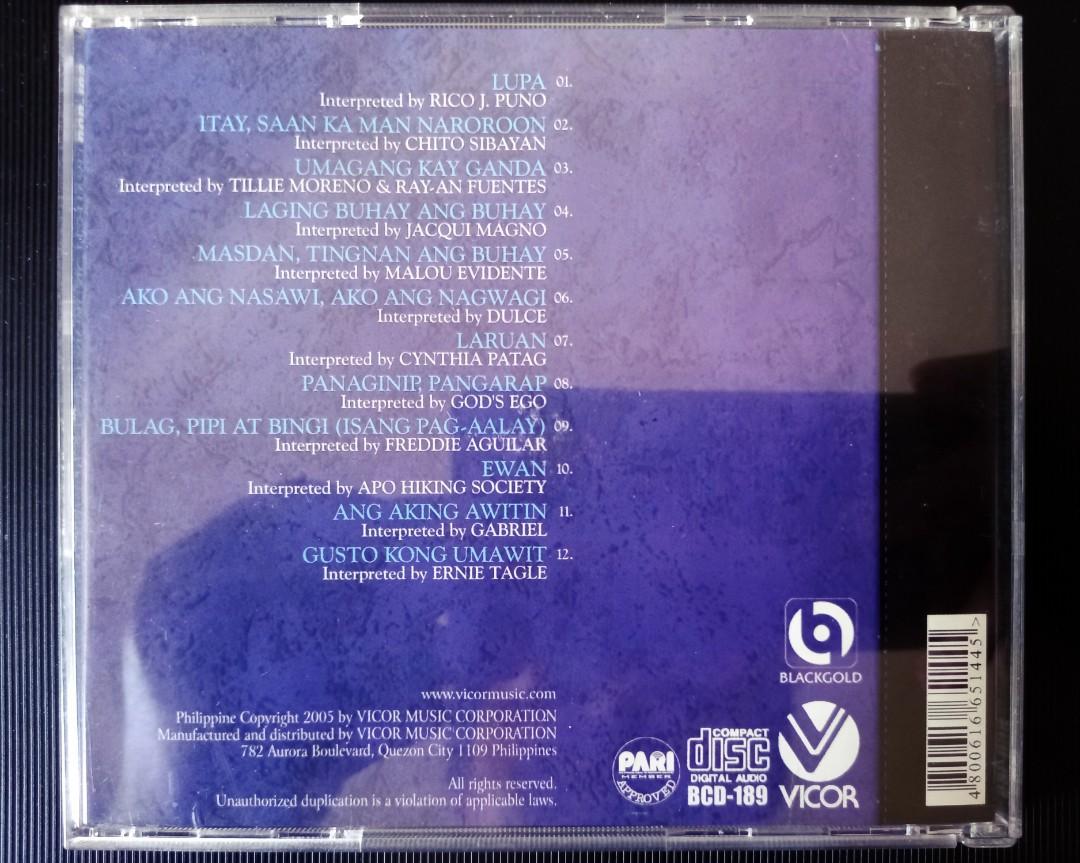 LUPA 01.
Interpreted by RICO J. PUNO
ITAY, SAAN KA MAN NAROROON 02.
Interpreted by CHITO SIBAYAN
UMAGANG KAY GANDA 03.
Interpreted by TILLIE MORENO & RAY-AN FUENTES
LAGING BUHAY ANG BUHAY 04.
Interpreted by JACQUI MAGNO
MASDAN, TINGNAN ANG BUHAY 05.
Interpreted by MALOU EVIDENTE
AKO ANG NASAWI, AKO ANG NAGWAGI 06.
Interpreted by DULCE
LARUAN 07.
Interpreted by CYNTHIA PATAG
PANAGINIP, PANGARAP 08.
Interpreted by GOD'S EGO
BULAG, PIPI AT BINGI (ISANG PAG-AALAY) 09.
Interpreted by FREDDIE AGUILAR
EWAN 10.
Interpreted by APO HIKING SOCIETY
ANG AKING AWITIN 11.
Interpreted by GABRIEL
GUSTO KONG UMAWIT 12.
Interpreted by ERNIE TAGLE
www.vicormusic.com
Philippine Copyright 2005 by VICOR MUSIC CORPORATION
Manufactured and distributed by VICOR MUSIC CORPORATION
782 Aurora Boulevard, Quezon City 1109 Philippines
All rights reserved.
Unauthorized duplication is a violation of applicable laws.
PARI
MEMBER
APPROVED
COMPACT
disc
DIGITAL AUDIO
BCD-189
BLACKGOLD
VICOR
4 800616 651445 >